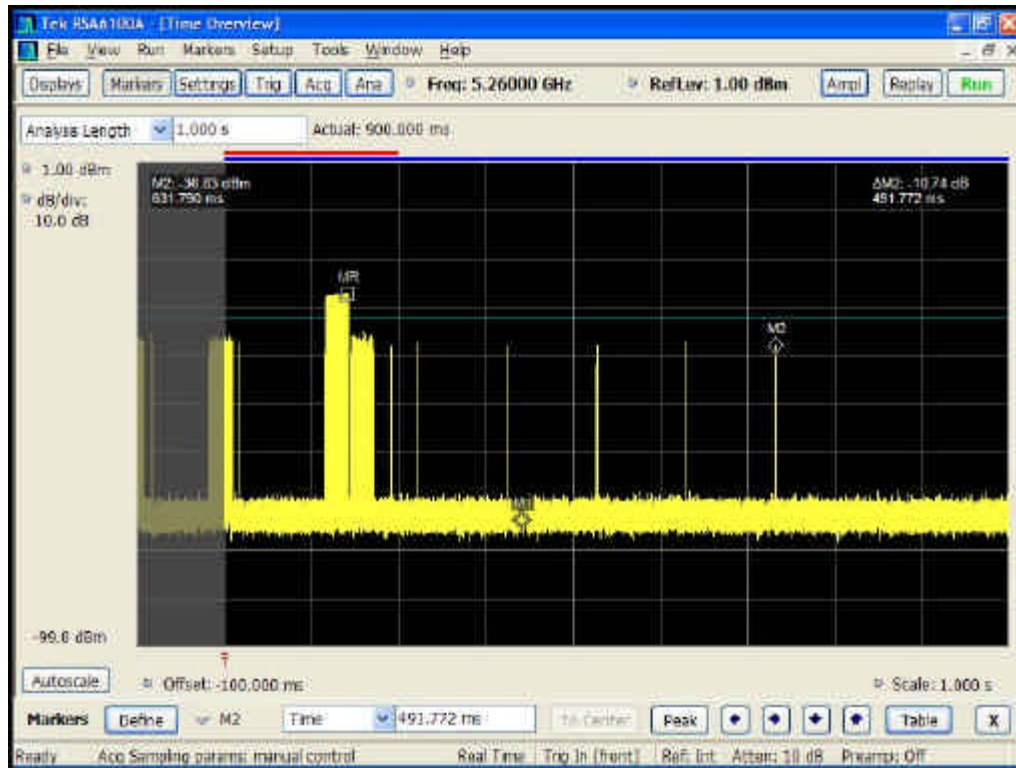 Tek RSA6100A - [Time Overview]
File View Run Markers Setup Tools Window Help
Displays Markers Settings Trig Acq Ana Freq: 5.26000 GHz RefLev: 1.00 dBm Ampl Replay Run
Analysis Length 1.000 s Actual: 900.000 ms
1.00 dBm
dB/div:
10.0 dB
M2: dBm
631.790 ms
ΔM2: -10.74 dB
491.772 ms
MR
M2
-99.0 dBm
Autoscale Offset: -100.000 ms Scale: 1.000 s
Markers Define M2 Time 491.772 ms To Center Peak Table X
Ready Acq Sampling params: manual control Real Time Trig In (front) Ref: Int Atten: 10 dB Preamp: Off